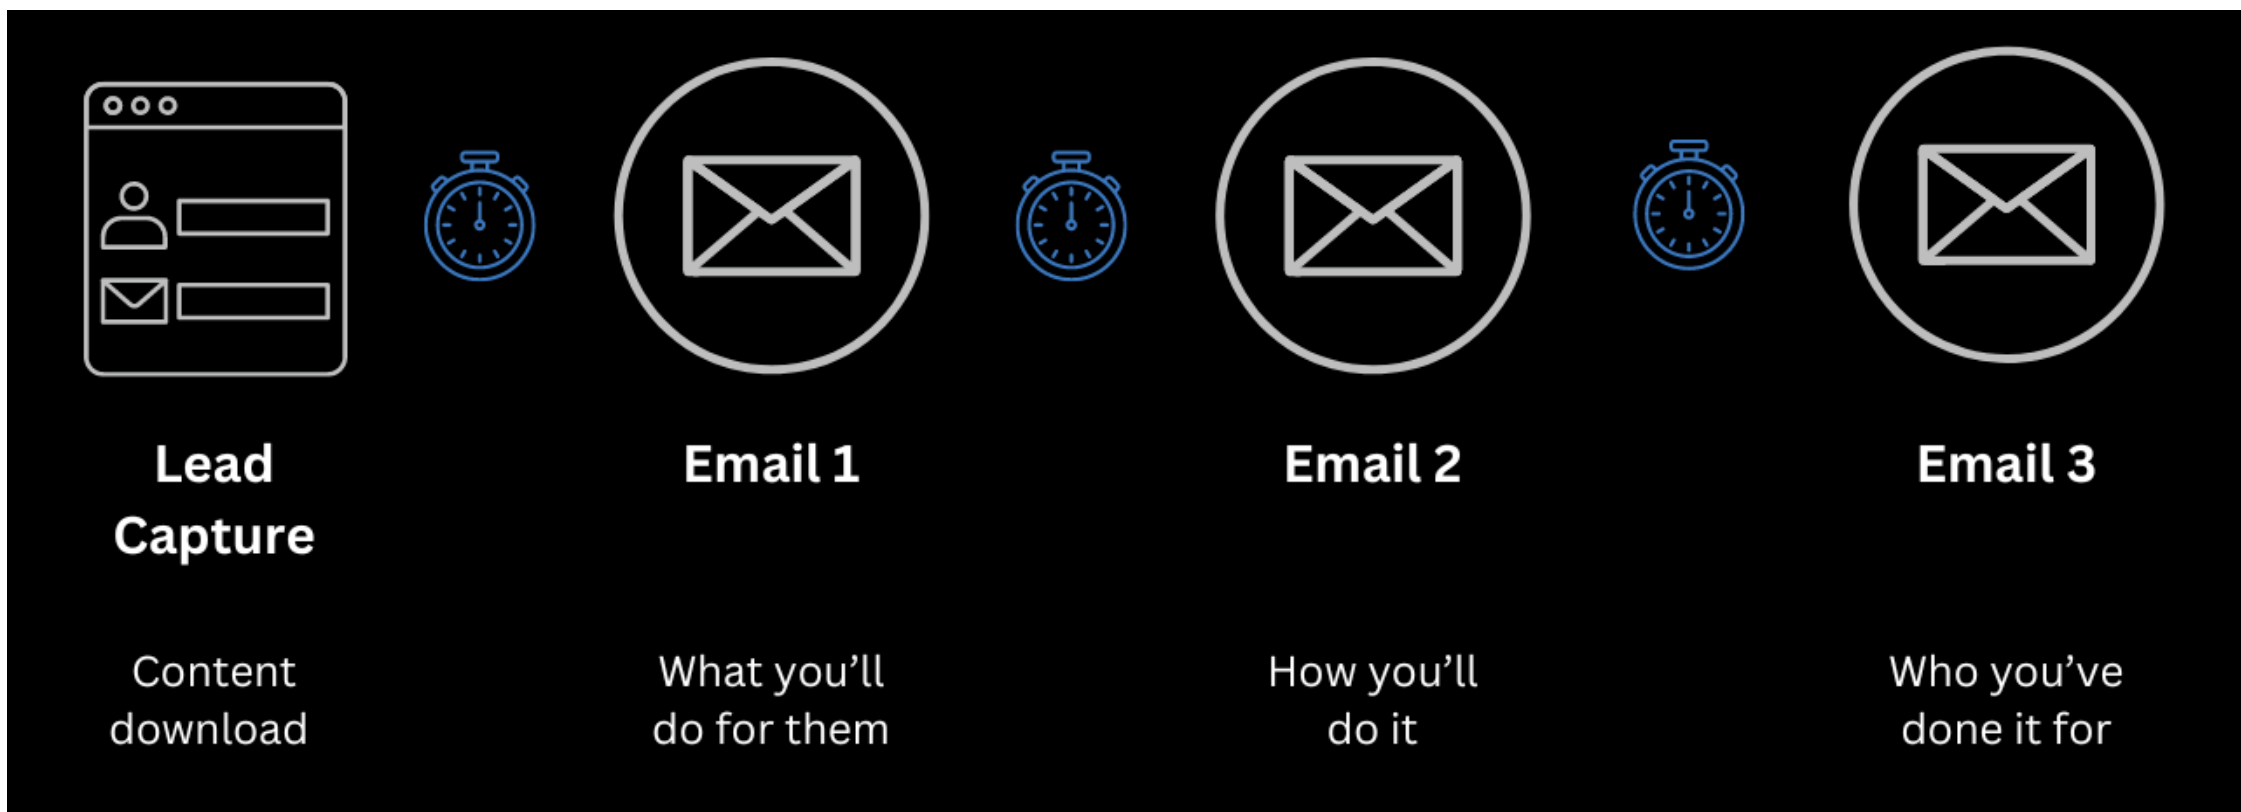 Lead
Capture
Content
download
Email 1
What you’ll
do for them
Email 2
How you’ll
do it
Email 3
Who you’ve
done it for